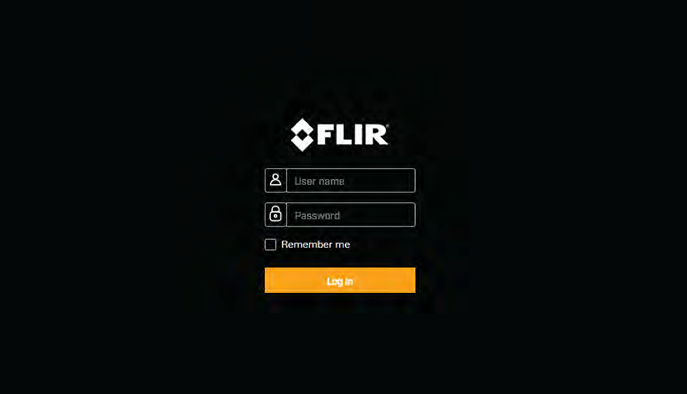 FLIR
User name
Password
Remember me
Log in